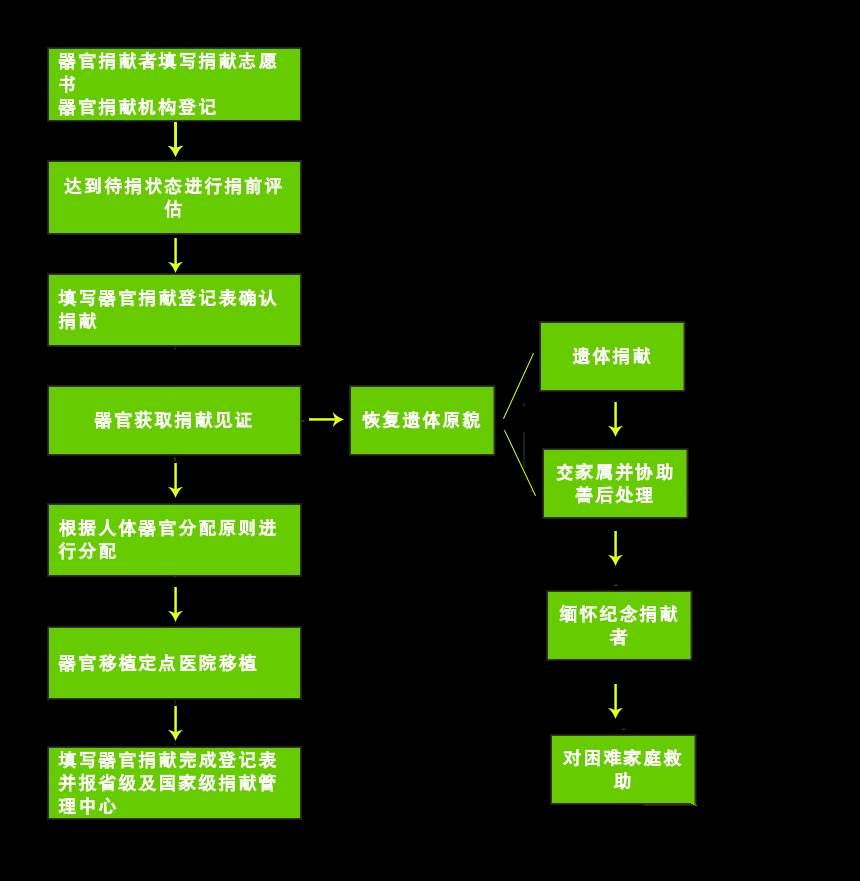 器官捐献者填写捐献志愿
书
器官捐献机构登记
达到待捐状态进行捐前评
估
填写器官捐献登记表确认
捐献
器官获取捐献见证
恢复遗体原貌
遗体捐献
交家属并协助
善后处理
根据人体器官分配原则进
行分配
缅怀纪念捐献
者
器官移植定点医院移植
对困难家庭救
助
填写器官捐献完成登记表
并报省级及国家级捐献管
理中心